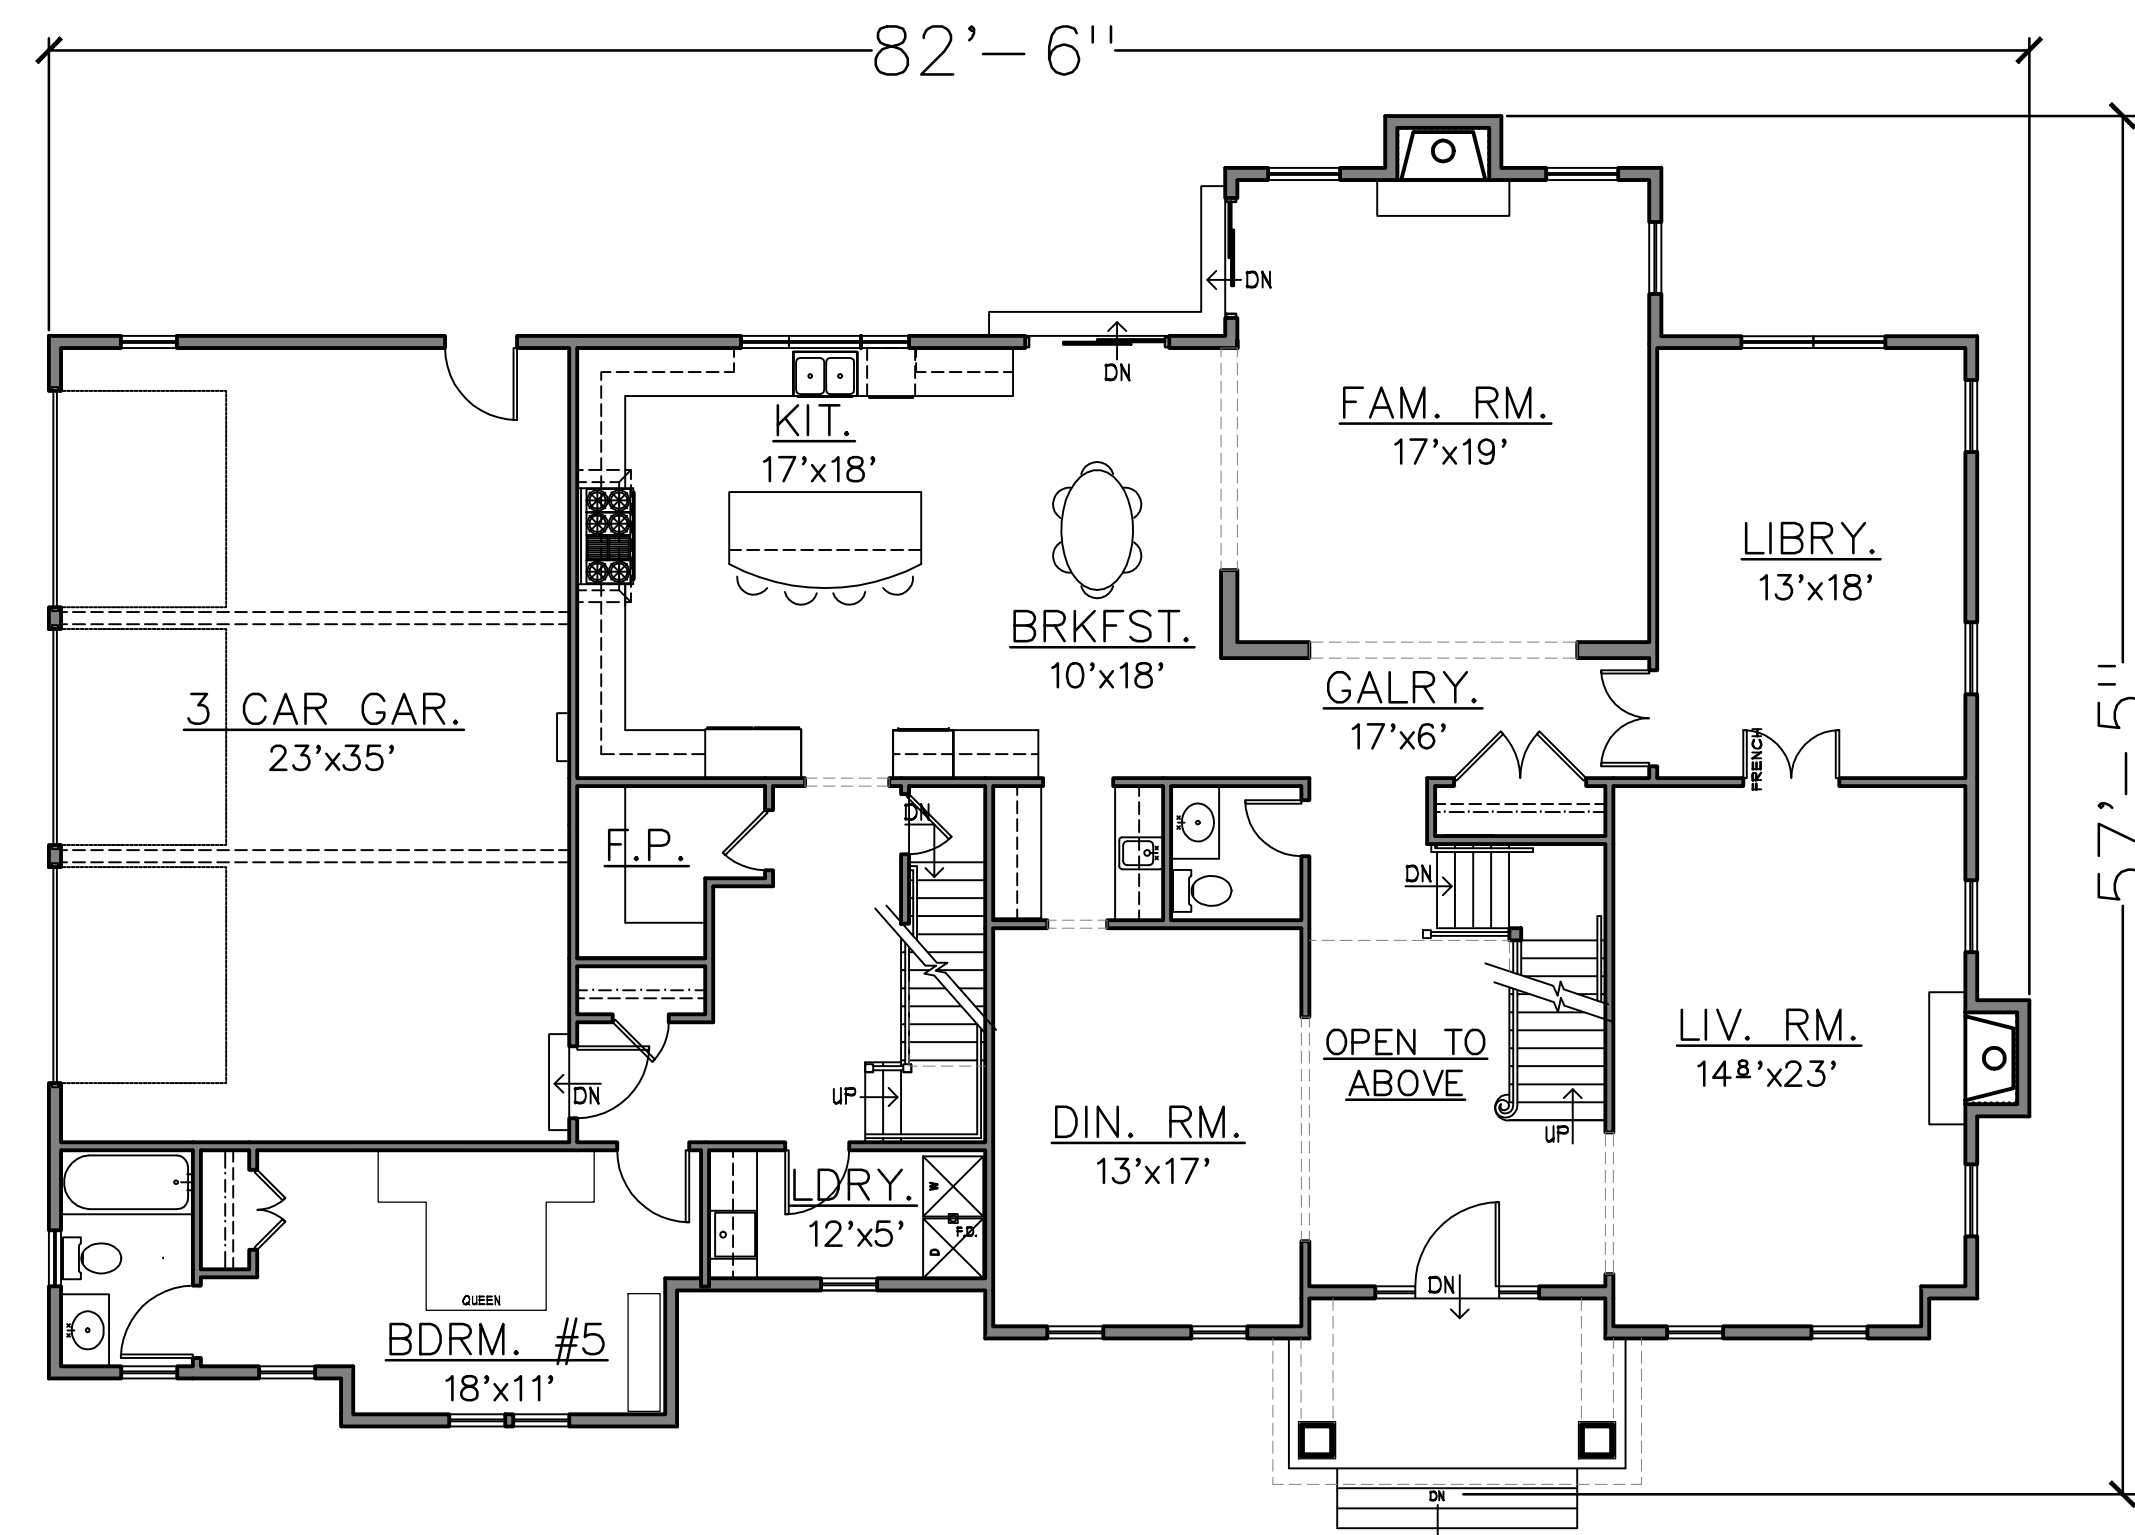 82'-6"
DN
DN
KIT.
17'x18'
FAM. RM.
17'x19'
LIBRY.
13'x18'
BRKFST.
10'x18'
3 CAR GAR.
23'x35'
GALRY.
17'x6'
57'-5"
FRENCH
F.P.
DN
DN
OPEN TO
ABOVE
LIV. RM.
14⁸'x23'
DN
UP
UP
DIN. RM.
13'x17'
LDRY.
12'x5'
W
F.D.
D
QUEEN
BDRM. #5
18'x11'
DN
DN